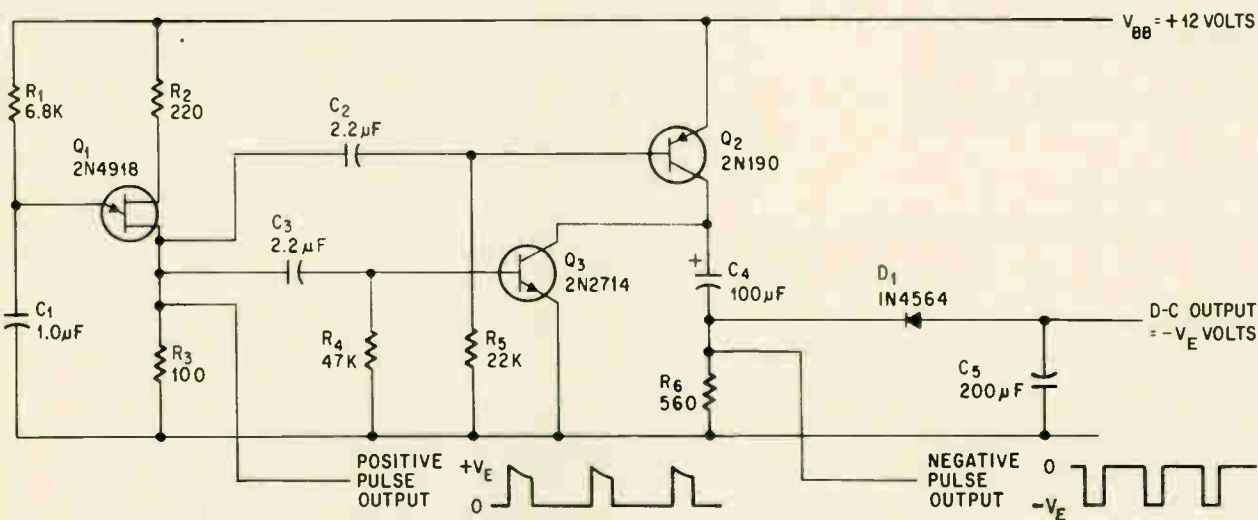 V_BB = +12 VOLTS
R1
6.8K
R2
220
C2
2.2µF
Q1
2N4918
Q2
2N190
C3
2.2µF
Q3
2N2714
+
C4
100µF
D1
IN4564
D-C OUTPUT
= -V_E VOLTS
C1
1.0µF
R3
100
R4
47K
R5
22K
R6
560
C5
200µF
POSITIVE
PULSE
OUTPUT
+V_E
0
NEGATIVE
PULSE
OUTPUT
0
-V_E